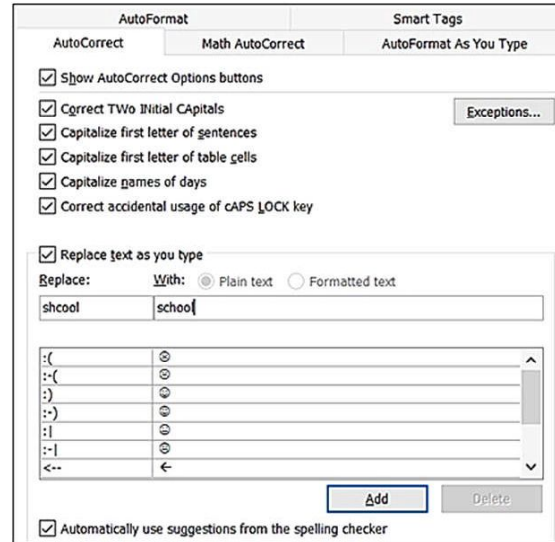 AutoFormat Smart Tags
AutoCorrect Math AutoCorrect AutoFormat As You Type
Show AutoCorrect Options buttons
Correct TWo INitial CApitals Exceptions...
Capitalize first letter of sentences
Capitalize first letter of table cells
Capitalize names of days
Correct accidental usage of cAPS LOCK key
Replace text as you type
Replace: With: Plain text Formatted text
shcool school
:( ☹
:-( ☹
:) ☺
:-) ☺
:| 😐
:-| 😐
<-- ←
Add Delete
Automatically use suggestions from the spelling checker